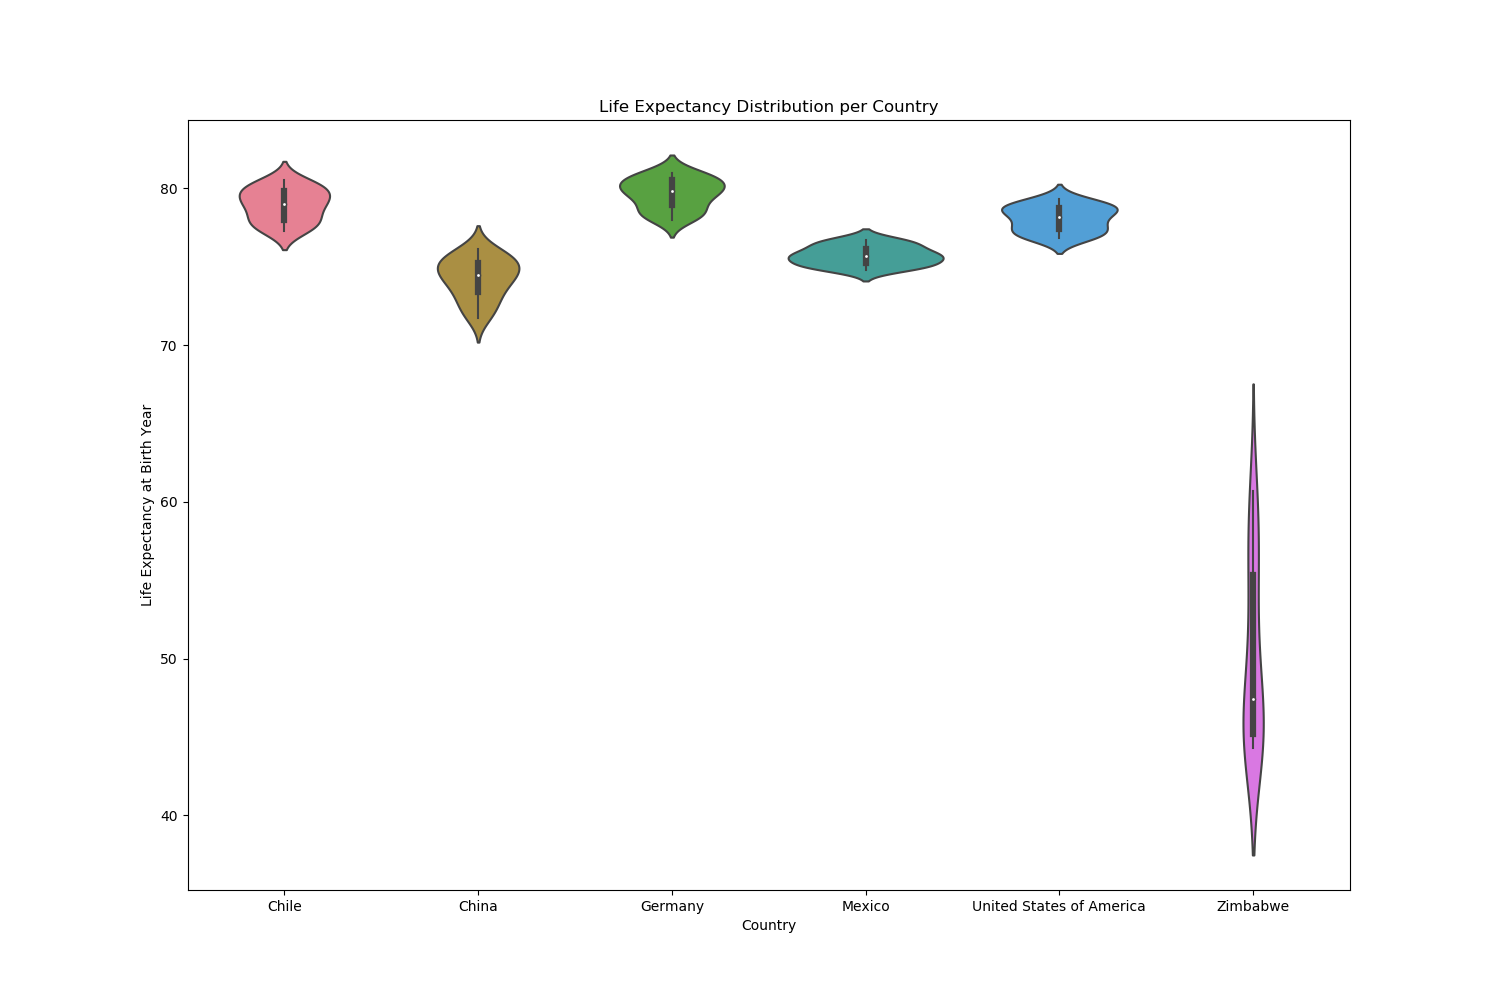 Life Expectancy Distribution per Country
Life Expectancy at Birth Year
80
70
60
50
40
Chile China Germany Mexico United States of America Zimbabwe
Country